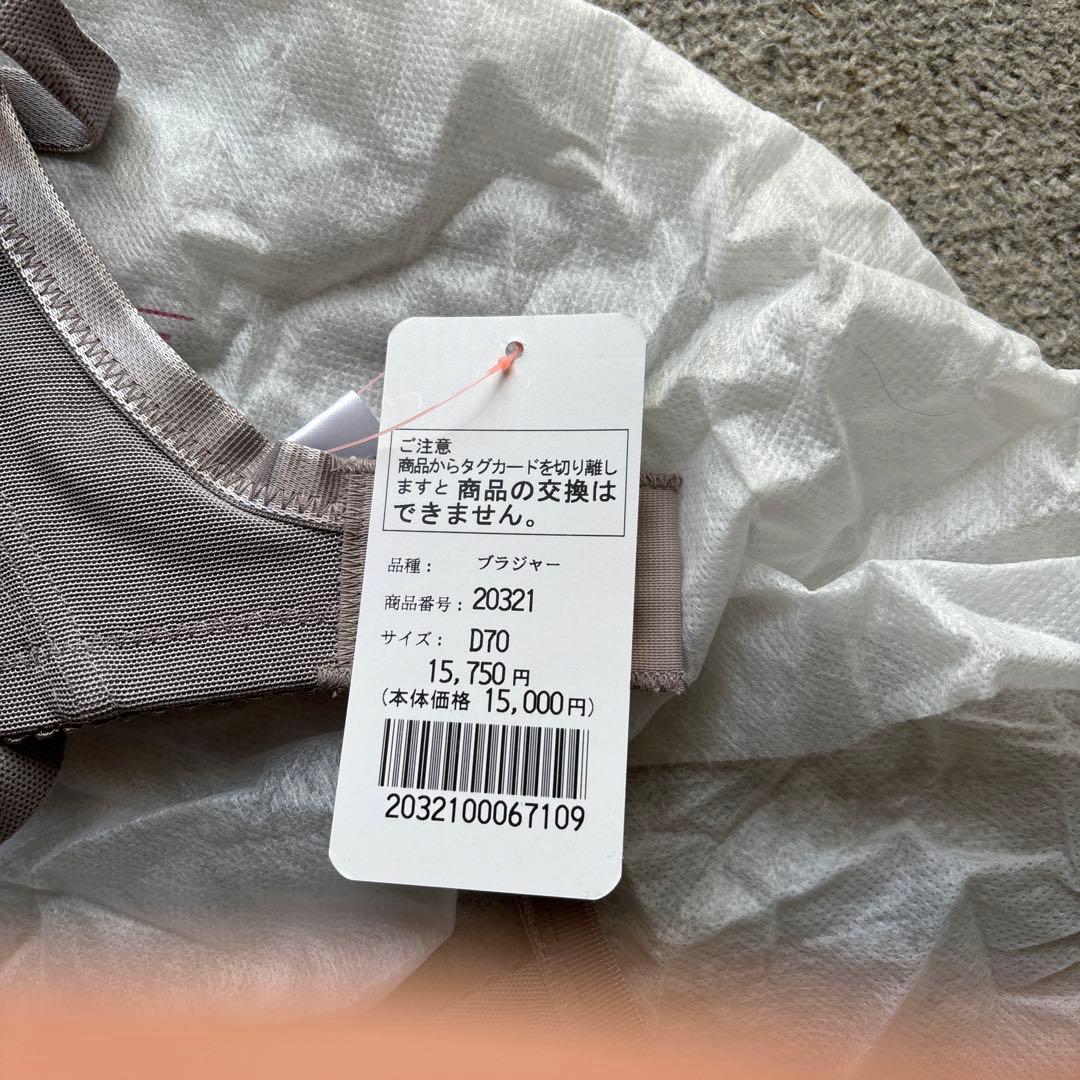 ご注意
商品からタグカードを切り離し
ますと 商品の交換は
できません。
品種： ブラジャー
商品番号：20321
サイズ： D70
15,750円
(本体価格 15,000円)
2032100067109